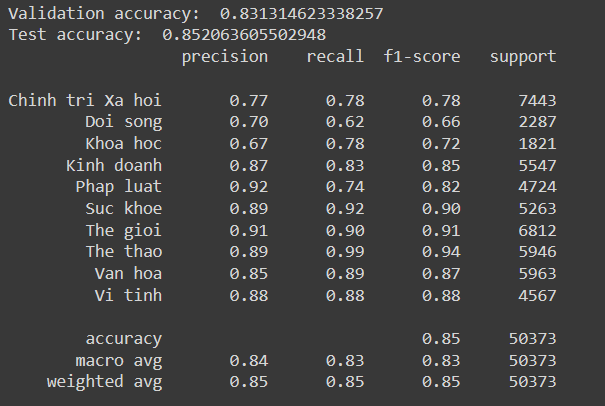 Validation accuracy:  0.831314623338257
Test accuracy:  0.852063605502948
precision    recall  f1-score   support
Chinh tri Xa hoi       0.77      0.78      0.78      7443
Doi song       0.70      0.62      0.66      2287
Khoa hoc       0.67      0.78      0.72      1821
Kinh doanh       0.87      0.83      0.85      5547
Phap luat       0.92      0.74      0.82      4724
Suc khoe       0.89      0.92      0.90      5263
The gioi       0.91      0.90      0.91      6812
The thao       0.89      0.99      0.94      5946
Van hoa       0.85      0.89      0.87      5963
Vi tinh       0.88      0.88      0.88      4567
accuracy                           0.85     50373
macro avg       0.84      0.83      0.83     50373
weighted avg       0.85      0.85      0.85     50373